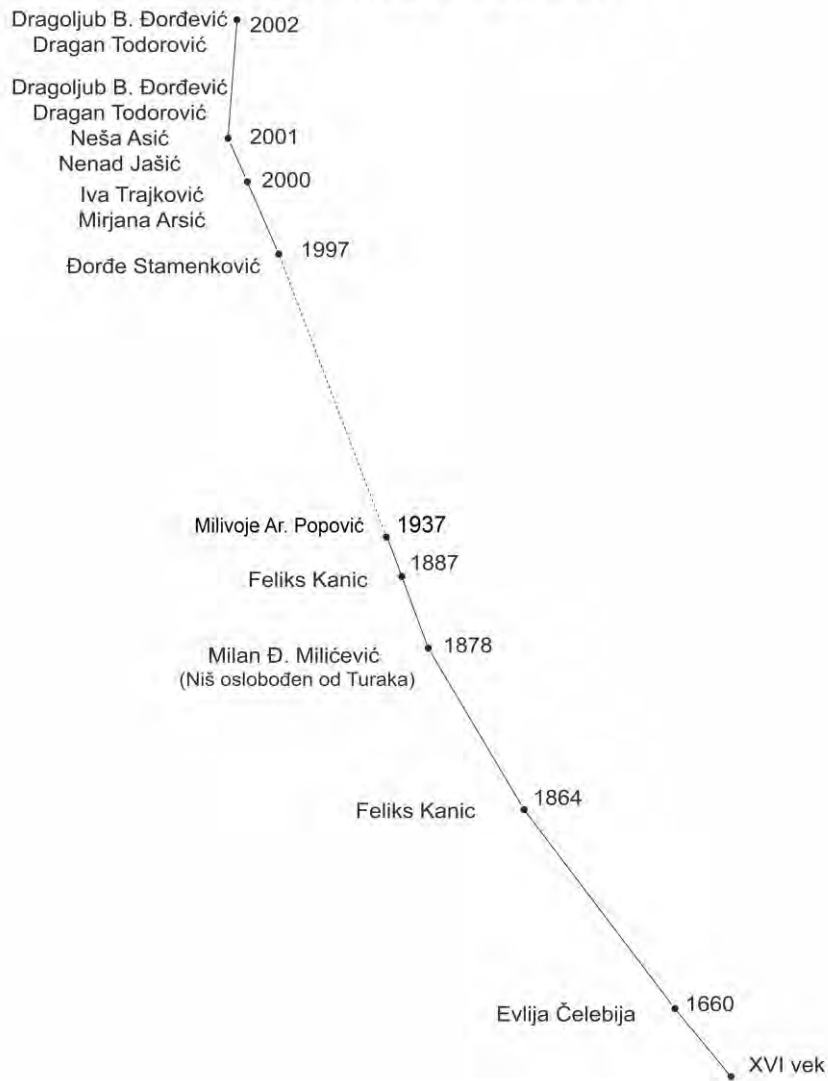 Dragoljub B. Đorđević
2002
Dragan Todorović
Dragoljub B. Đorđević
Dragan Todorović
Neša Asić
2001
Nenad Jašić
2000
Iva Trajković
Mirjana Arsić
1997
Đorđe Stamenković
Milivoje Ar. Popović
1937
1887
Feliks Kanic
1878
Milan Đ. Milićević
(Niš oslobođen od Turaka)
1864
Feliks Kanic
1660
Evlija Čelebija
XVI vek